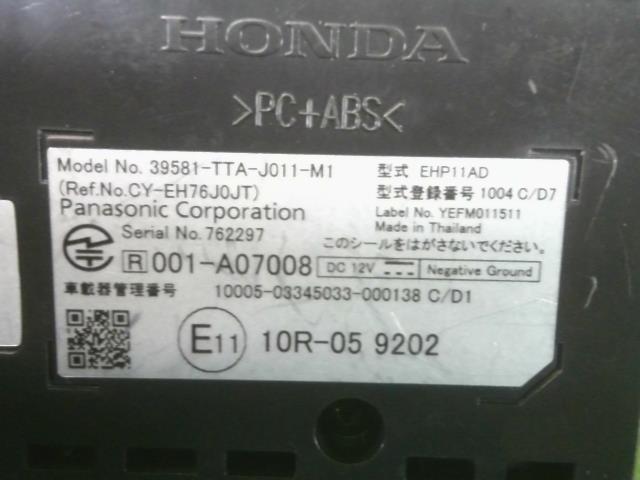 HONDA
>PC+ABS<
Model No. 39581-TTA-J011-M1 型式 EHP11AD
(Ref.No.CY-EH76J0JT) 型式登録番号 1004 C/D7
Panasonic Corporation Label No. YEFM011511
Made in Thailand
Serial No. 762297 このシールをはがさないでください。
R 001-A07008 DC 12V Negative Ground
車載器管理番号 10005-03345033-000138 C/D1
E11 10R-05 9202